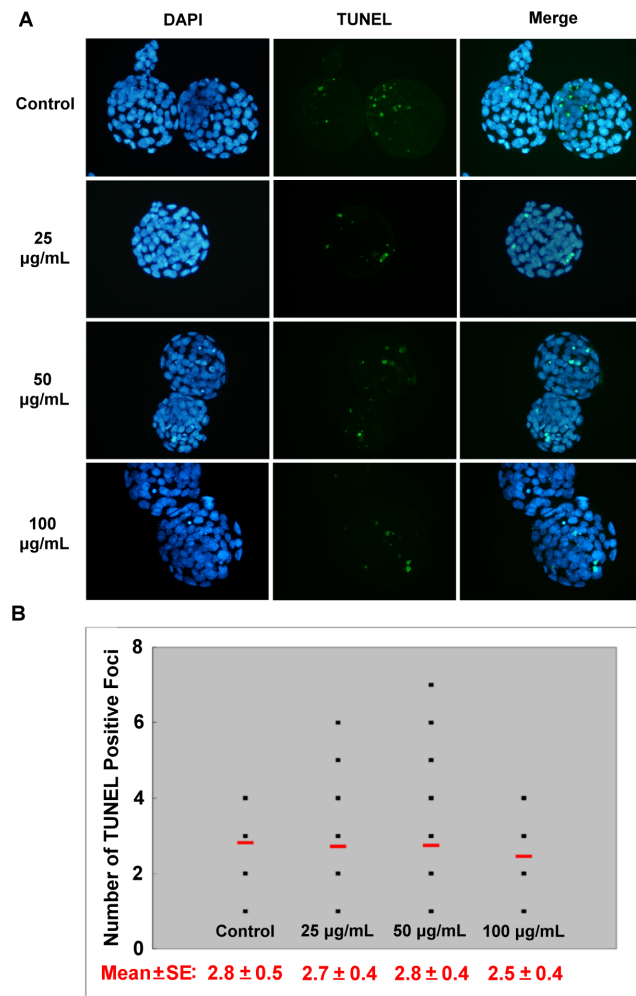 A
DAPI TUNEL Merge
Control
25
µg/mL
50
µg/mL
100
µg/mL
B
Number of TUNEL Positive Foci
8
6
4
2
0
Control 25 µg/mL 50 µg/mL 100 µg/mL
Mean±SE: 2.8 ± 0.5 2.7 ± 0.4 2.8 ± 0.4 2.5 ± 0.4